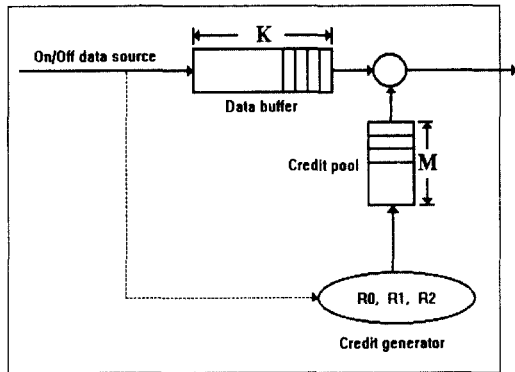 K
On/Off data source
Data buffer
Credit pool
M
R0, R1, R2
Credit generator